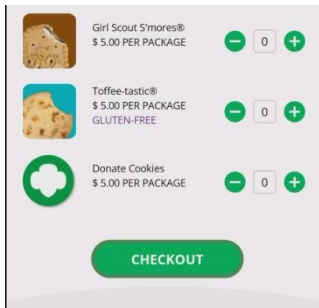 Girl Scout S'mores®
$ 5.00 PER PACKAGE
0
Toffee-tastic®
$ 5.00 PER PACKAGE
GLUTEN-FREE
0
Donate Cookies
$ 5.00 PER PACKAGE
0
CHECKOUT